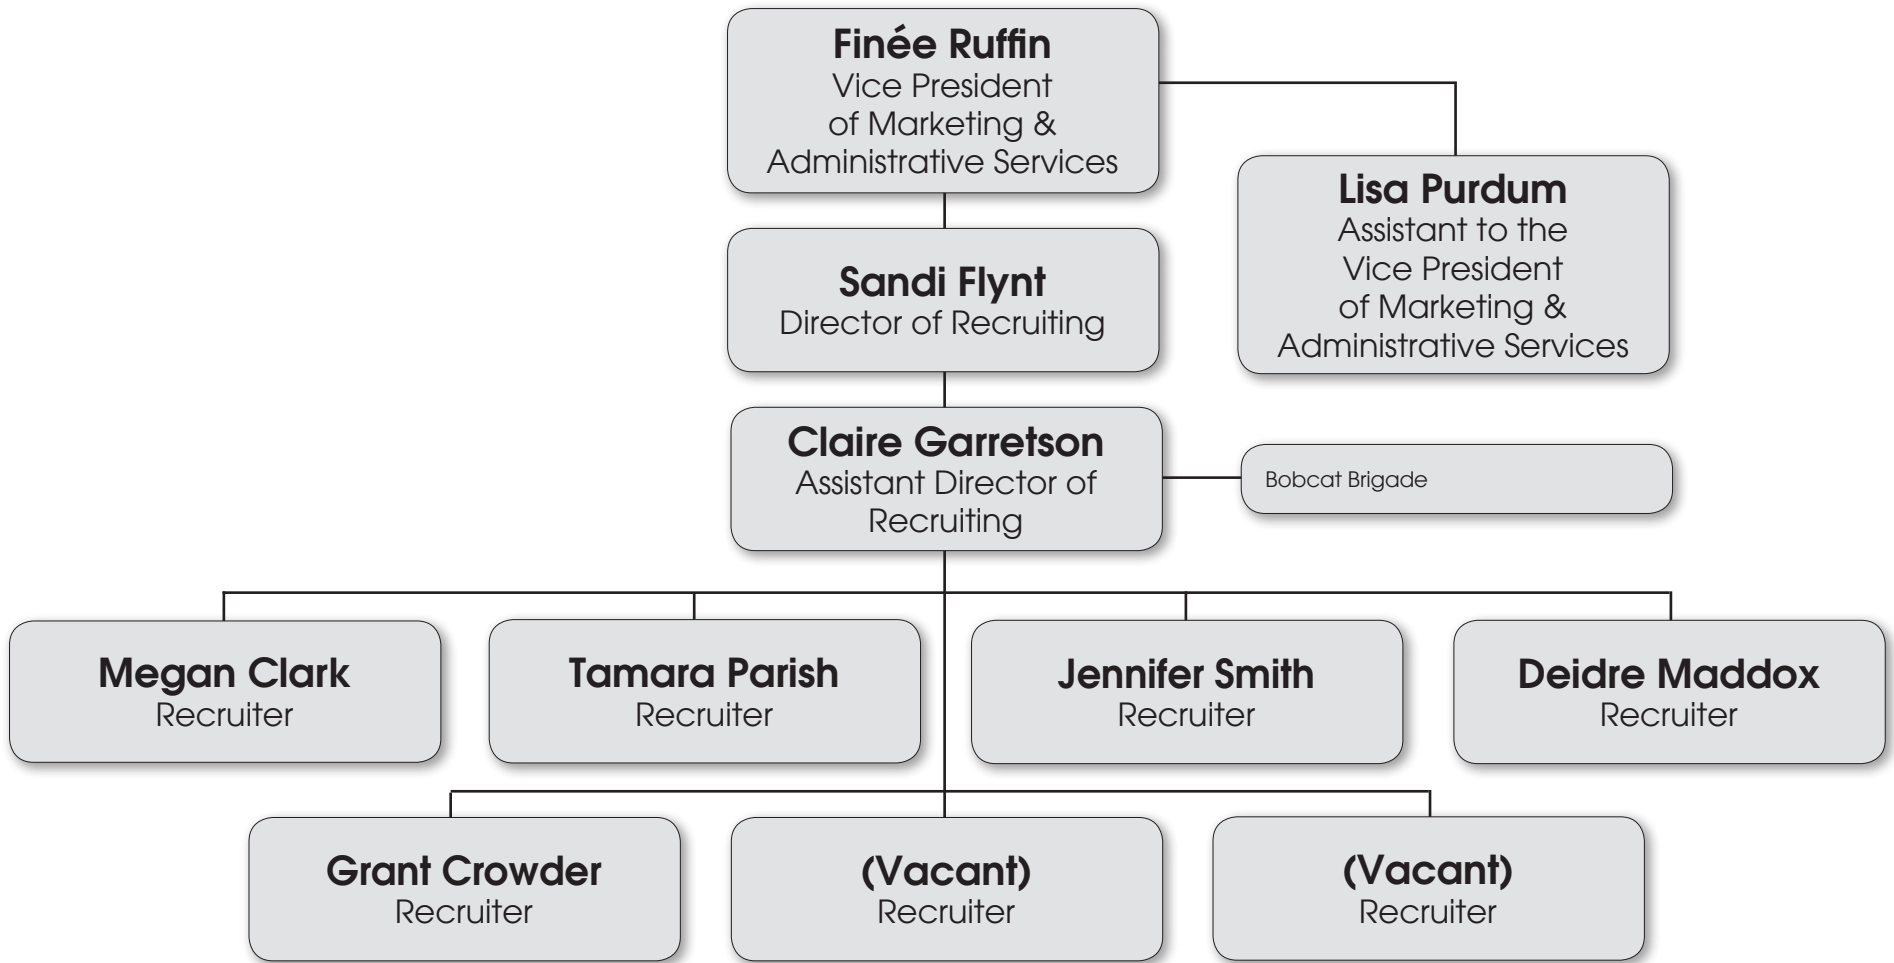 Finée Ruffin
Vice President
of Marketing &
Administrative Services
Lisa Purdum
Assistant to the
Vice President
of Marketing &
Administrative Services
Sandi Flynt
Director of Recruiting
Claire Garretson
Assistant Director of
Recruiting
Bobcat Brigade
Megan Clark
Recruiter
Tamara Parish
Recruiter
Jennifer Smith
Recruiter
Deidre Maddox
Recruiter
Grant Crowder
Recruiter
(Vacant)
Recruiter
(Vacant)
Recruiter